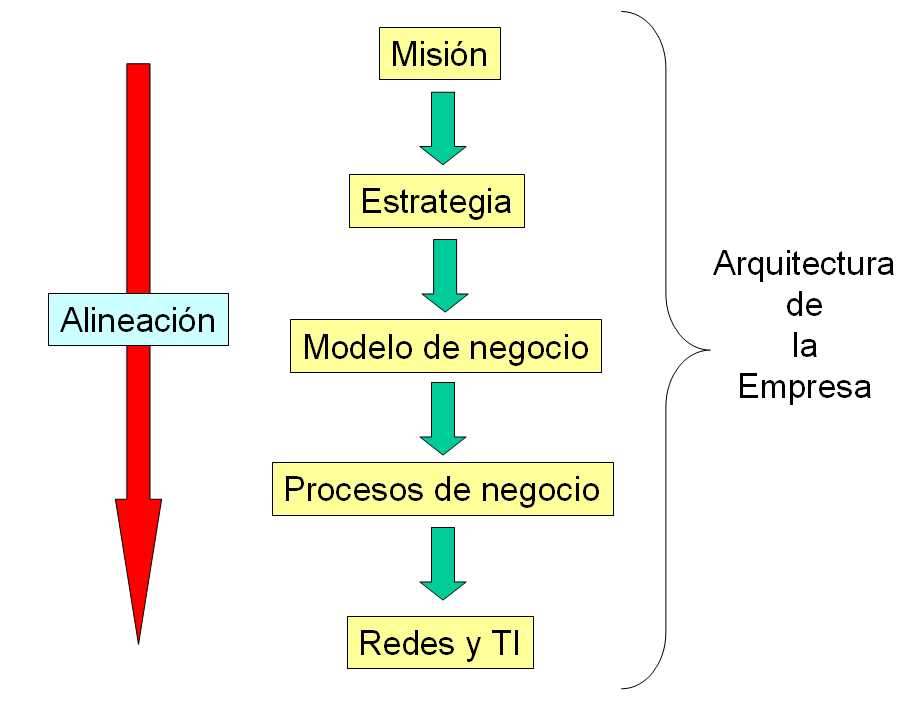 Misión
Estrategia
Alineación
Modelo de negocio
Procesos de negocio
Redes y TI
Arquitectura
de
la
Empresa